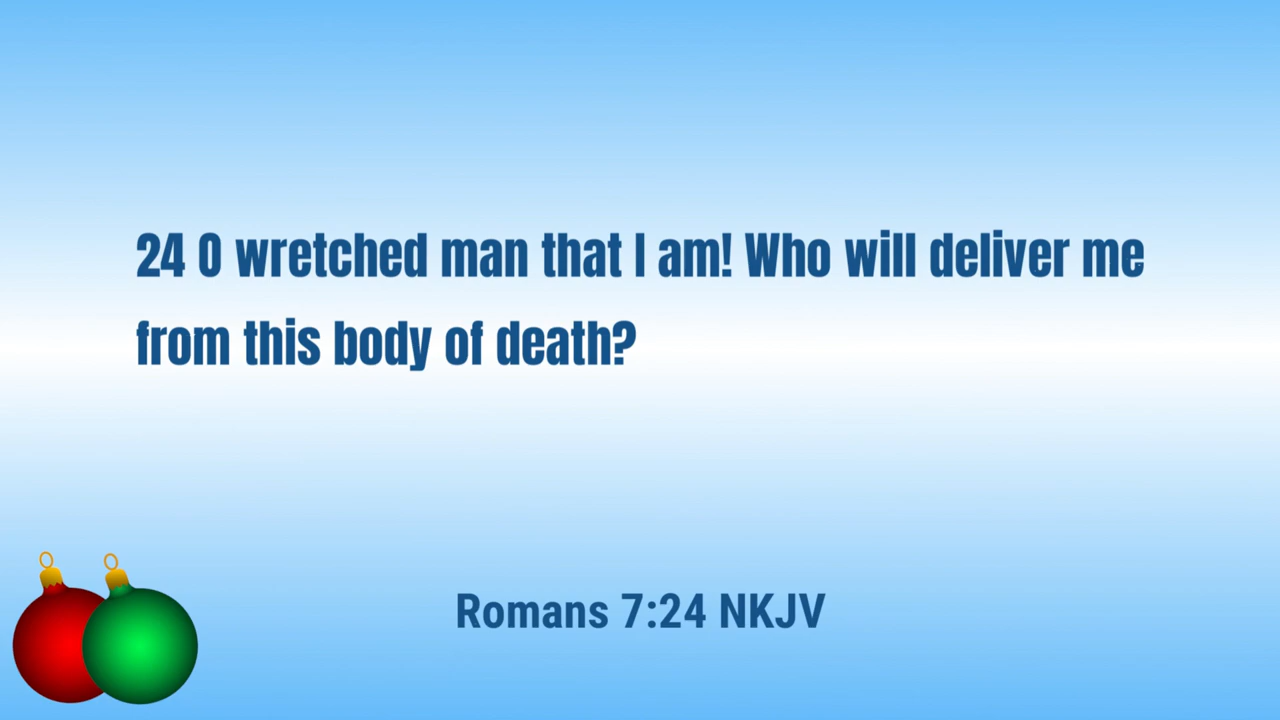 24 O wretched man that I am! Who will deliver me
from this body of death?
Romans 7:24 NKJV